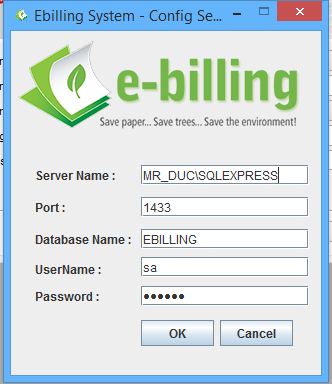 Ebilling System - Config Se...
e-billing
Save paper... Save trees... Save the environment!
Server Name : MR_DUC\SQLEXPRESS
Port : 1433
Database Name : EBILLING
UserName : sa
Password : ••••••
OK Cancel